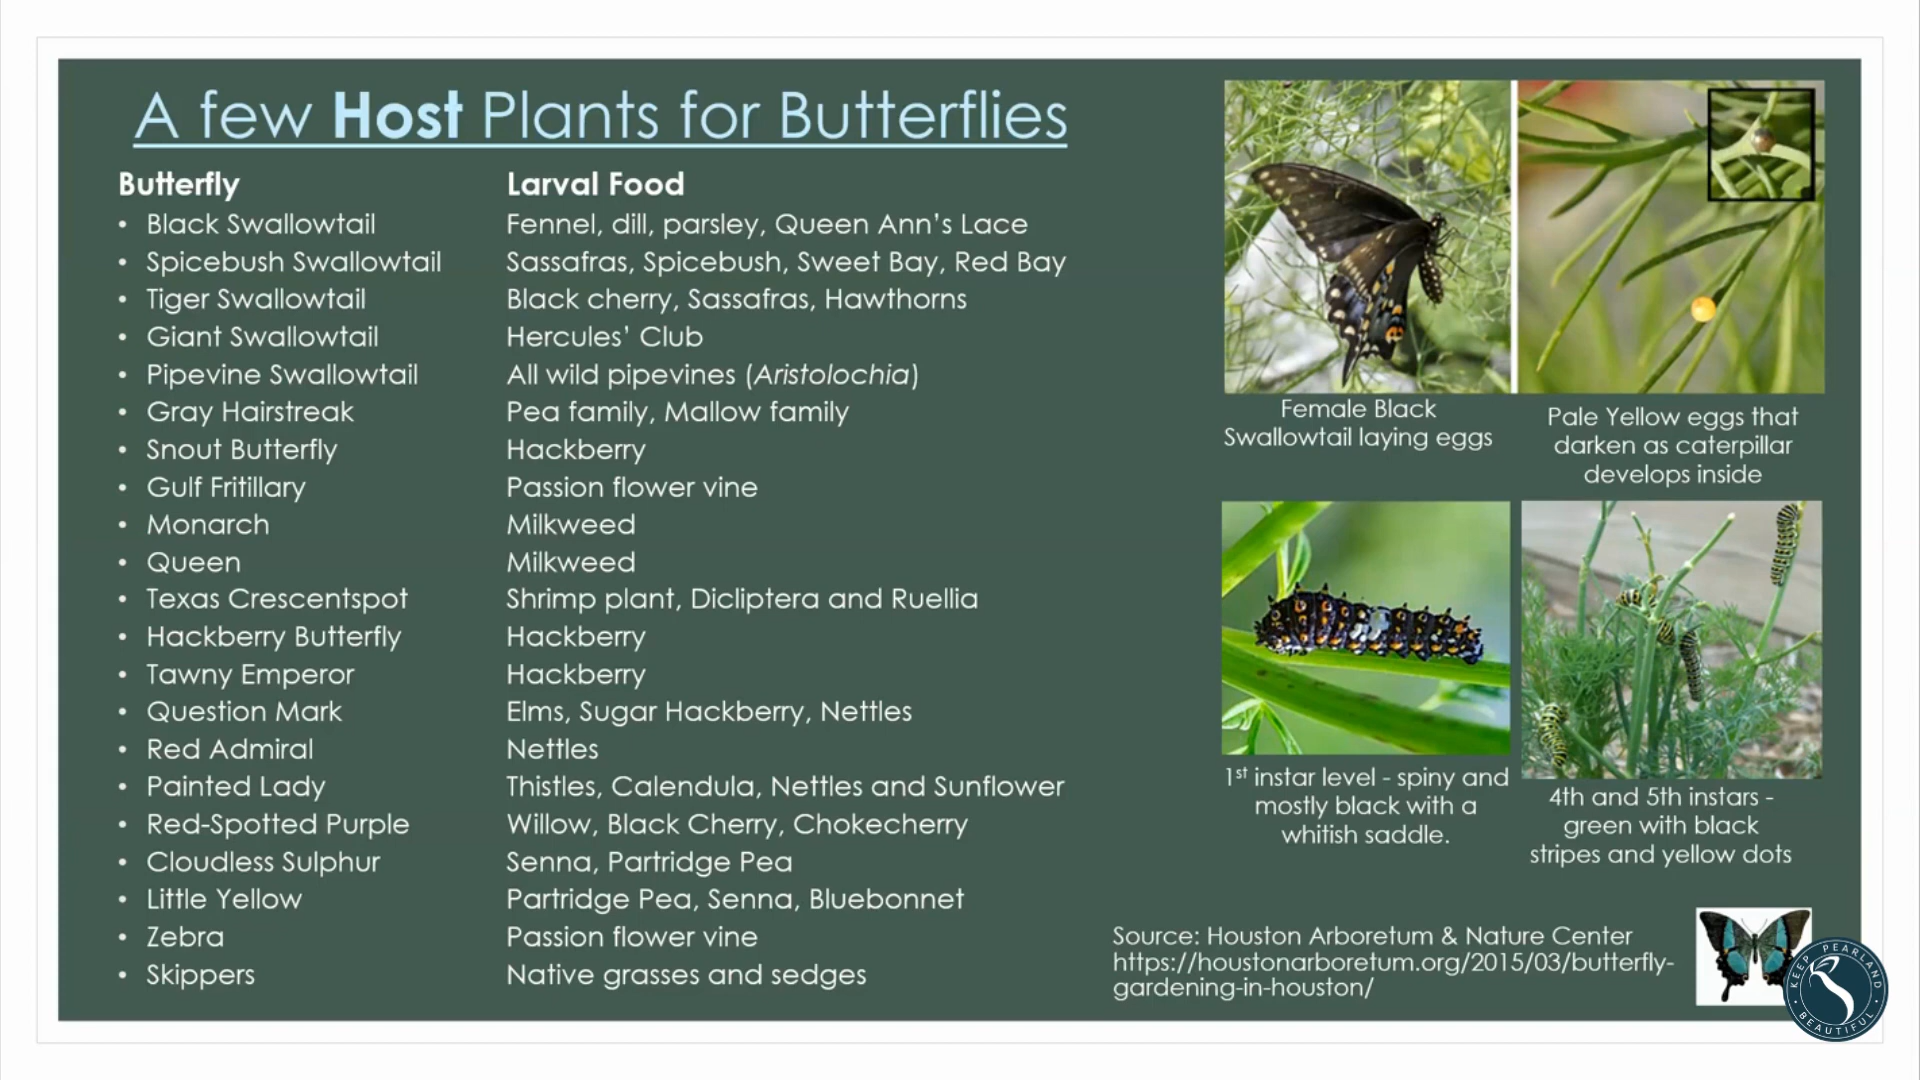 A few Host Plants for Butterflies
Butterfly Larval Food
• Black Swallowtail Fennel, dill, parsley, Queen Ann's Lace
• Spicebush Swallowtail Sassafras, Spicebush, Sweet Bay, Red Bay
• Tiger Swallowtail Black cherry, Sassafras, Hawthorns
• Giant Swallowtail Hercules' Club
• Pipevine Swallowtail All wild pipevines (Aristolochia)
• Gray Hairstreak Pea family, Mallow family
• Snout Butterfly Hackberry
• Gulf Fritillary Passion flower vine
• Monarch Milkweed
• Queen Milkweed
• Texas Crescentspot Shrimp plant, Dicliptera and Ruellia
• Hackberry Butterfly Hackberry
• Tawny Emperor Hackberry
• Question Mark Elms, Sugar Hackberry, Nettles
• Red Admiral Nettles
• Painted Lady Thistles, Calendula, Nettles and Sunflower
• Red-Spotted Purple Willow, Black Cherry, Chokecherry
• Cloudless Sulphur Senna, Partridge Pea
• Little Yellow Partridge Pea, Senna, Bluebonnet
• Zebra Passion flower vine
• Skippers Native grasses and sedges
Female Black
Swallowtail laying eggs
Pale Yellow eggs that
darken as caterpillar
develops inside
1st instar level - spiny and
mostly black with a
whitish saddle.
4th and 5th instars -
green with black
stripes and yellow dots
Source: Houston Arboretum & Nature Center
https://houstonarboretum.org/2015/03/butterfly-
gardening-in-houston/
KEEP PEARLAND
BEAUTIFUL